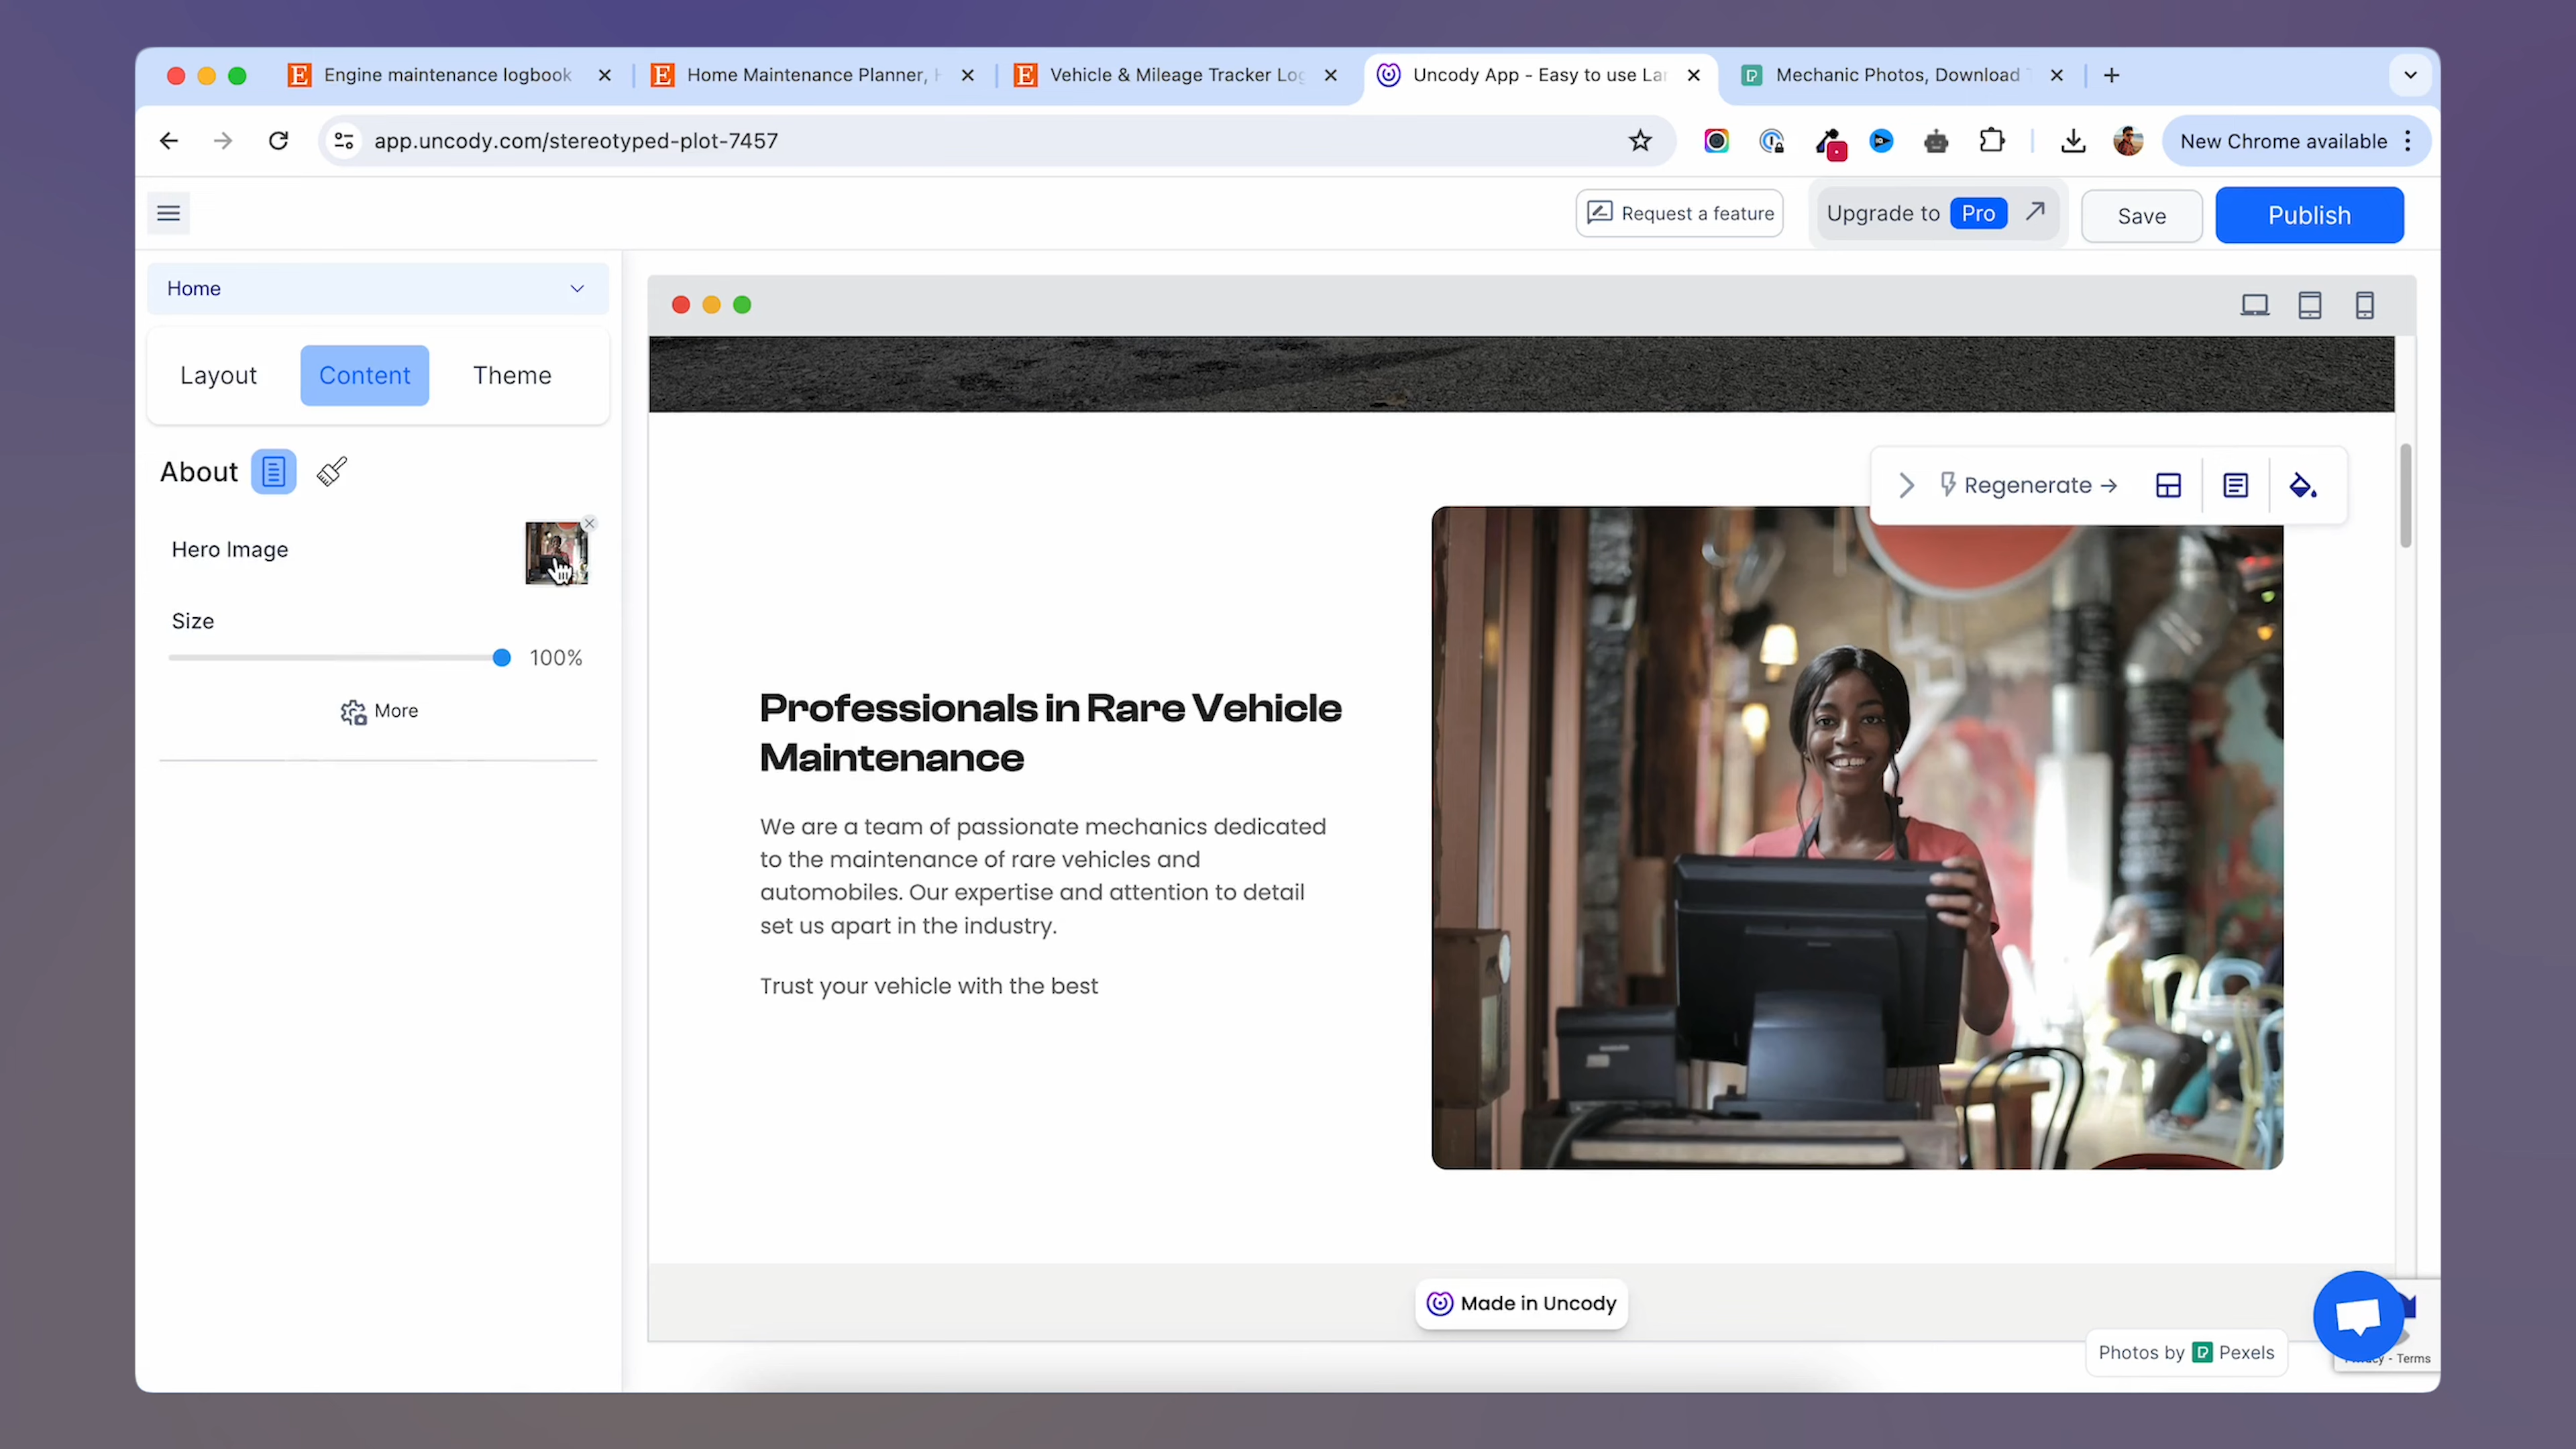 Engine maintenance logbook
Home Maintenance Planner, H
Vehicle & Mileage Tracker Log
Uncody App - Easy to use Lan
Mechanic Photos, Download T
app.uncody.com/stereotyped-plot-7457
New Chrome available
Request a feature
Upgrade to Pro
Save
Publish
Home
Layout
Content
Theme
About
Hero Image
Size
100%
More
Regenerate →
Professionals in Rare Vehicle
Maintenance
We are a team of passionate mechanics dedicated
to the maintenance of rare vehicles and
automobiles. Our expertise and attention to detail
set us apart in the industry.
Trust your vehicle with the best
Made in Uncody
Photos by Pexels
- Terms